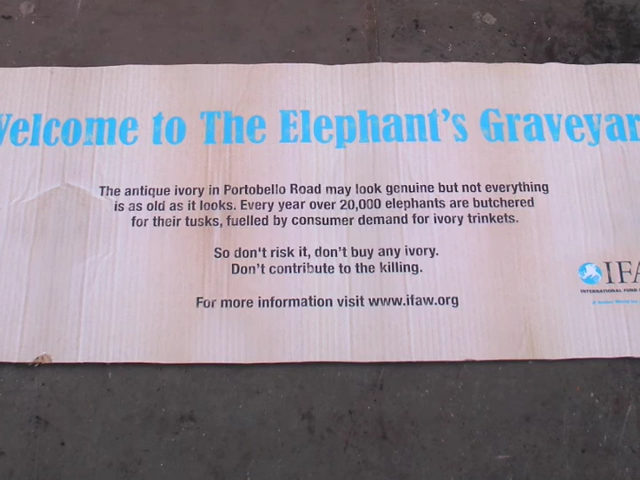 Welcome to The Elephant's Graveyar
The antique ivory in Portobello Road may look genuine but not everything
is as old as it looks. Every year over 20,000 elephants are butchered
for their tusks, fuelled by consumer demand for ivory trinkets.
So don't risk it, don't buy any ivory.
Don't contribute to the killing.
For more information visit www.ifaw.org
IFA
INTERNATIONAL FUND